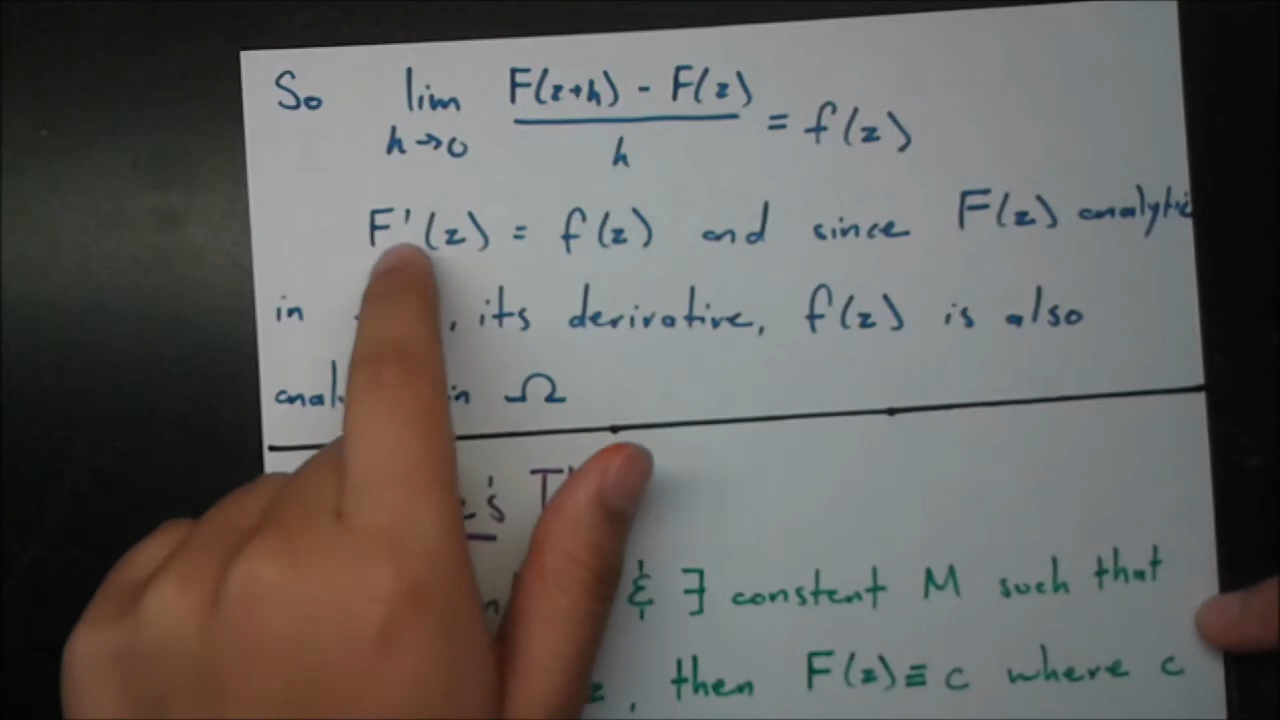 So lim h→0 F(z+h) - F(z) / h = f(z)
F'(z) = f(z) and since F(z) analytic
in , its derivative, f(z) is also
in Ω
& ∃ constant M such that
z, then F(z) ≡ c where c